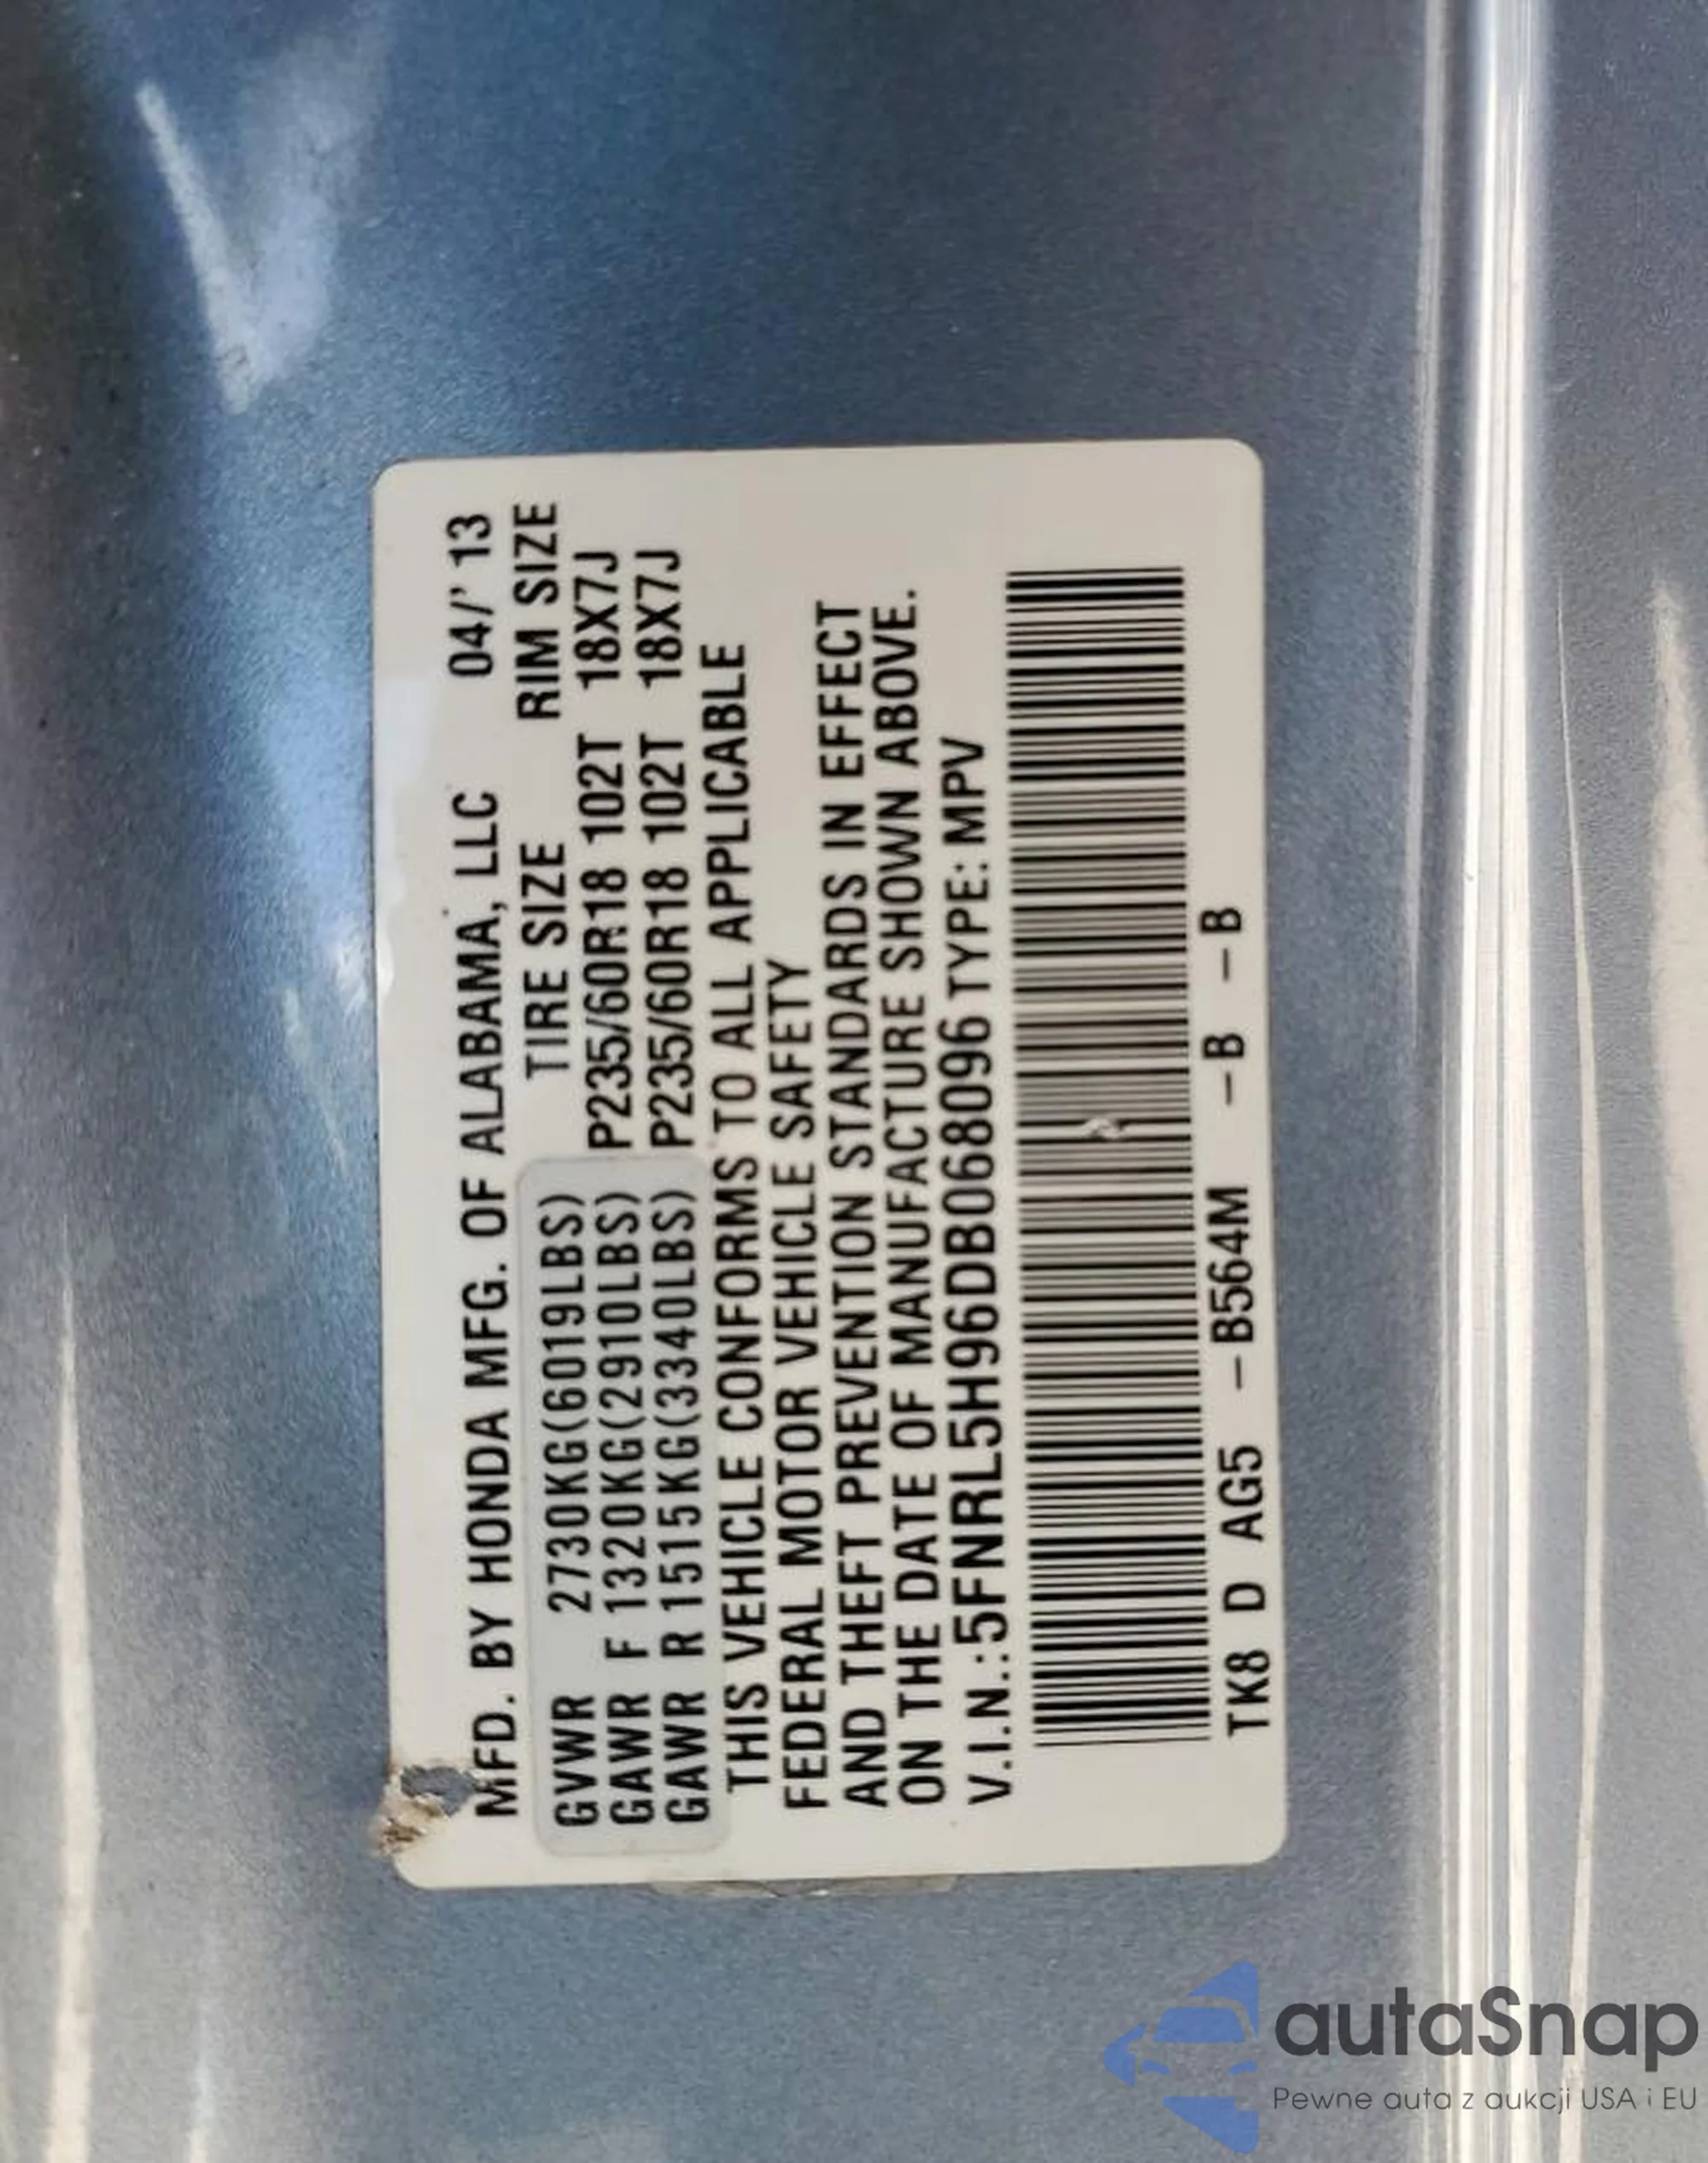 MFD. BY HONDA MFG. OF ALABAMA, LLC 04/'13
TIRE SIZE RIM SIZE
GVWR 2730KG(6019LBS) P235/60R18 102T 18X7J
GAWR F 1320KG(2910LBS) P235/60R18 102T 18X7J
GAWR R 1515KG(3340LBS)
THIS VEHICLE CONFORMS TO ALL APPLICABLE
FEDERAL MOTOR VEHICLE SAFETY
AND THEFT PREVENTION STANDARDS IN EFFECT
ON THE DATE OF MANUFACTURE SHOWN ABOVE.
V.I.N.:5FNRL5H96DB068096 TYPE: MPV
TK8 D AG5 –B564M –B –B
autaSnap
Pewne auta z aukcji USA i EU